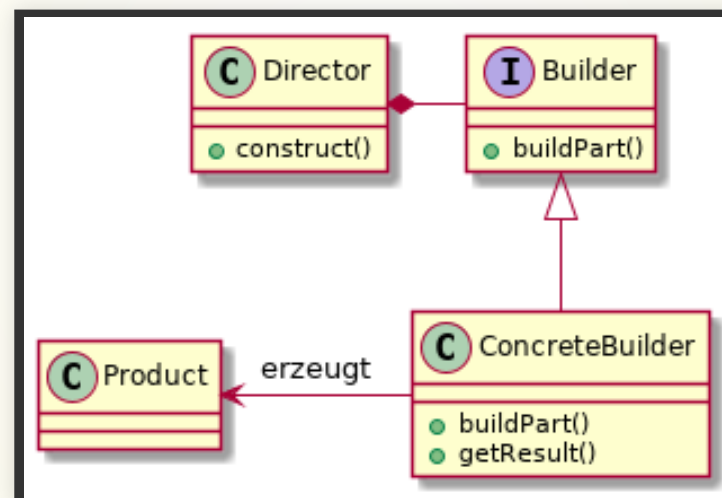 C Director
construct()
I Builder
buildPart()
C Product
erzeugt
C ConcreteBuilder
buildPart()
getResult()